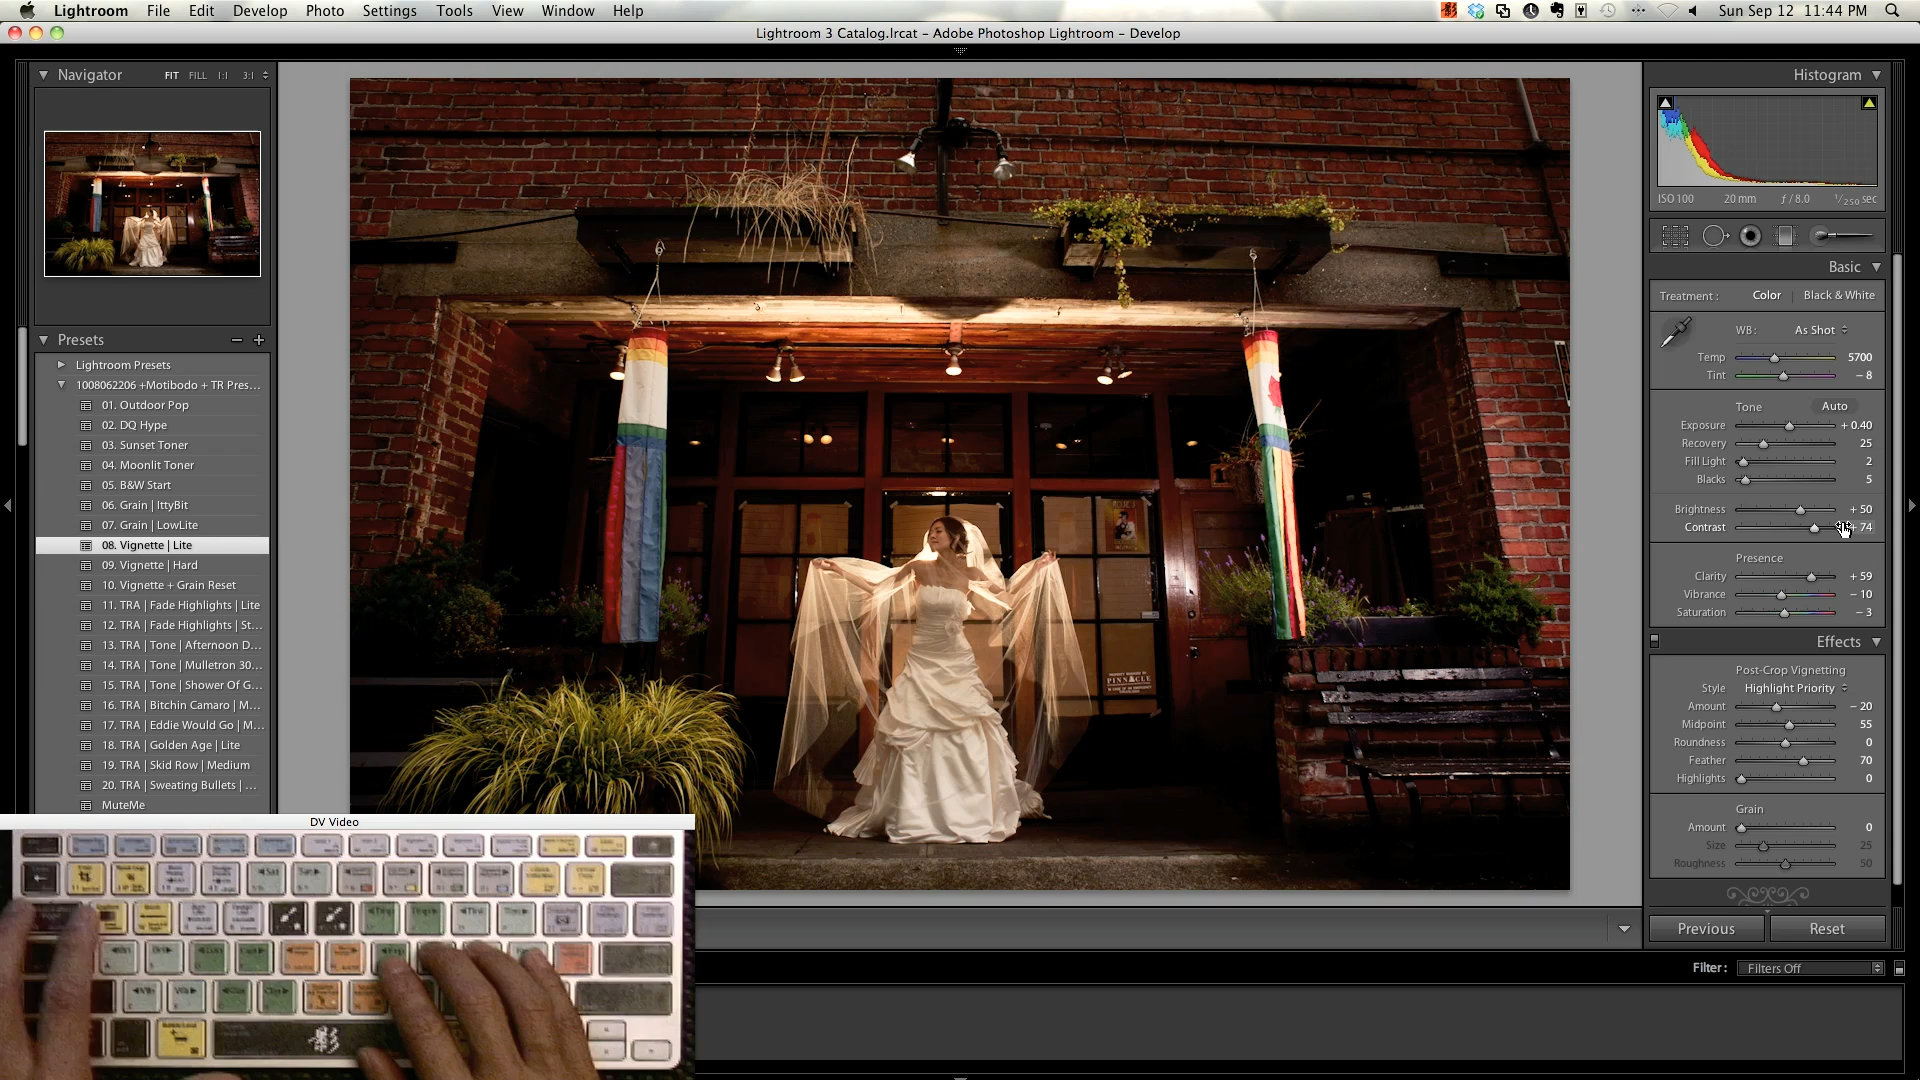 Lightroom File Edit Develop Photo Settings Tools View Window Help Sun Sep 12 11:44 PM
Lightroom 3 Catalog.lrcat – Adobe Photoshop Lightroom – Develop
Navigator FIT FILL 1:1 3:1
Presets
Lightroom Presets
1008062206 +Motibodo + TR Pres...
01. Outdoor Pop
02. DQ Hype
03. Sunset Toner
04. Moonlit Toner
05. B&W Start
06. Grain | IttyBit
07. Grain | LowLite
08. Vignette | Lite
09. Vignette | Hard
10. Vignette + Grain Reset
11. TRA | Fade Highlights | Lite
12. TRA | Fade Highlights | St...
13. TRA | Tone | Afternoon D...
14. TRA | Tone | Mulletron 30...
15. TRA | Tone | Shower Of G...
16. TRA | Bitchin Camaro | M...
17. TRA | Eddie Would Go | M...
18. TRA | Golden Age | Lite
19. TRA | Skid Row | Medium
20. TRA | Sweating Bullets | ...
MuteMe
DV Video
PINNACLE
Histogram
ISO 100 20 mm ƒ / 8.0 1/250 sec
Basic
Treatment : Color Black & White
WB : As Shot
Temp 5700
Tint – 8
Tone Auto
Exposure + 0.40
Recovery 25
Fill Light 2
Blacks 5
Brightness + 50
Contrast + 74
Presence
Clarity + 59
Vibrance – 10
Saturation – 3
Effects
Post-Crop Vignetting
Style Highlight Priority
Amount – 20
Midpoint 55
Roundness 0
Feather 70
Highlights 0
Grain
Amount 0
Size 25
Roughness 50
Previous Reset
Filter : Filters Off